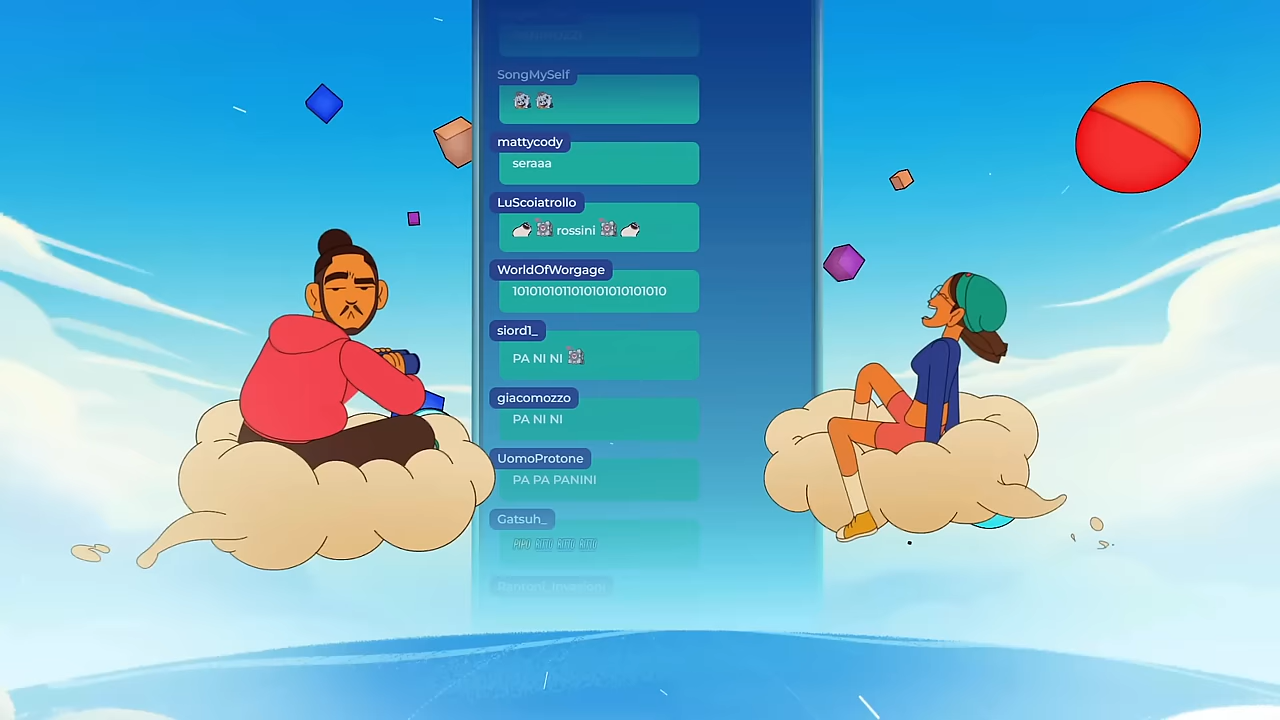 SongMySelf
mattycody
seraaa
LuScoiatrollo
rossini
WorldOfWorgage
1010101011010101010101010
siord1_
PA NI NI
giacomozzo
PA NI NI
UomoProtone
PA PA PANINI
Gatsuh_